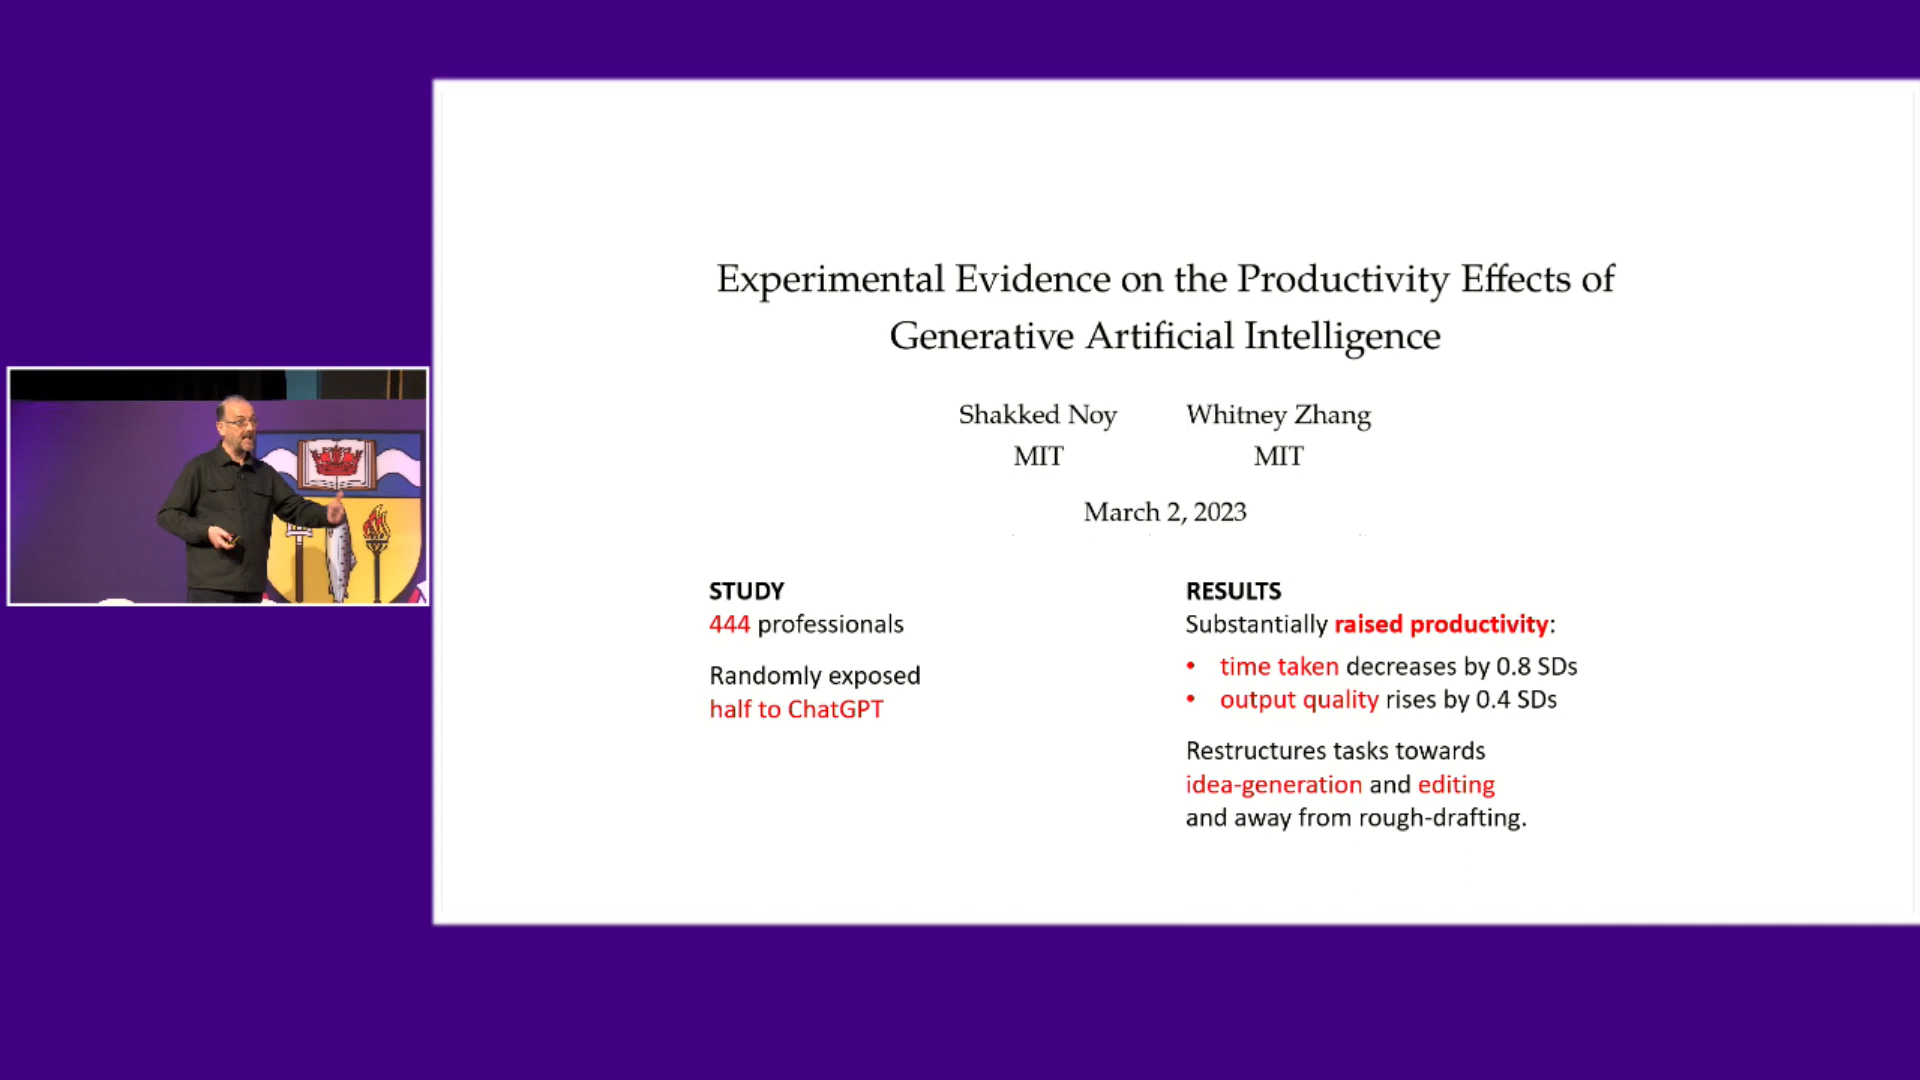 Experimental Evidence on the Productivity Effects of
Generative Artificial Intelligence
Shakked Noy
MIT
Whitney Zhang
MIT
March 2, 2023
STUDY
444 professionals
Randomly exposed
half to ChatGPT
RESULTS
Substantially raised productivity:
• time taken decreases by 0.8 SDs
• output quality rises by 0.4 SDs
Restructures tasks towards
idea-generation and editing
and away from rough-drafting.